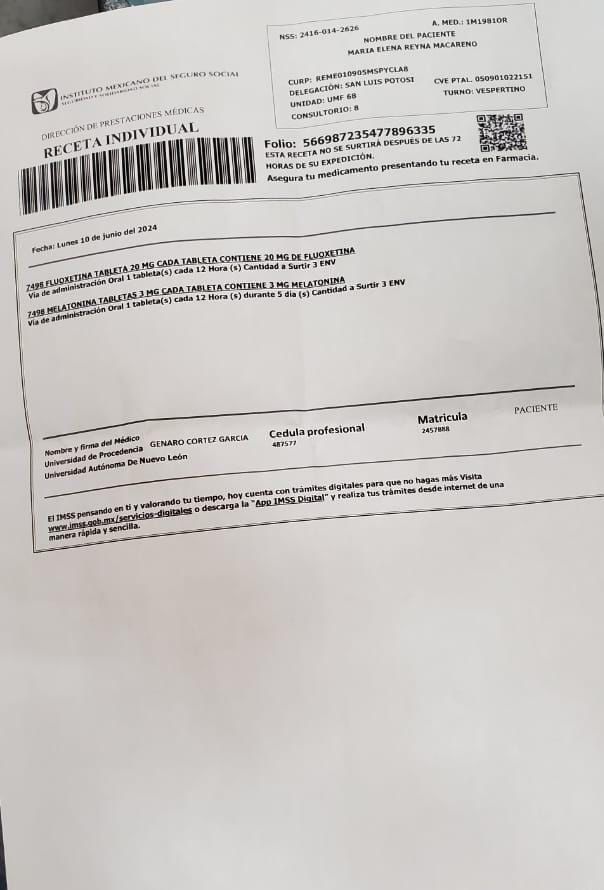 INSTITUTO MEXICANO DEL SEGURO SOCIAL
SEGURIDAD Y SOLIDARIDAD SOCIAL
DIRECCIÓN DE PRESTACIONES MÉDICAS
RECETA INDIVIDUAL
NSS: 2416-014-2626
A. MED.: 1M1981OR
NOMBRE DEL PACIENTE
MARIA ELENA REYNA MACARENO
CURP: REME010905MSPYCLA8
DELEGACIÓN: SAN LUIS POTOSI
CVE PTAL. 050901022151
UNIDAD: UMF 68
TURNO: VESPERTINO
CONSULTORIO: 8
Folio: 566987235477896335
ESTA RECETA NO SE SURTIRÁ DESPUES DE LAS 72
HORAS DE SU EXPEDICIÓN.
Asegura tu medicamento presentando tu receta en Farmacia.
Fecha: Lunes 10 de junio del 2024
7498 FLUOXETINA TABLETA 20 MG CADA TABLETA CONTIENE 20 MG DE FLUOXETINA
Via de administración Oral 1 tableta(s) cada 12 Hora (s) Cantidad a Surtir 3 ENV
7498 MELATONINA TABLETAS 3 MG CADA TABLETA CONTIENE 3 MG MELATONINA
Via de administración Oral 1 tableta(s) cada 12 Hora (s) durante 5 dia (s) Cantidad a Surtir 3 ENV
Nombre y firma del Médico GENARO CORTEZ GARCIA
Universidad de Procedencia
Universidad Autónoma De Nuevo León
Cedula profesional
487577
Matricula
2457888
PACIENTE
El IMSS pensando en ti y valorando tu tiempo, hoy cuenta con trámites digitales para que no hagas más Visita
www.imss.gob.mx/servicios-digitales o descarga la "App IMSS Digital" y realiza tus trámites desde internet de una
manera rápida y sencilla.